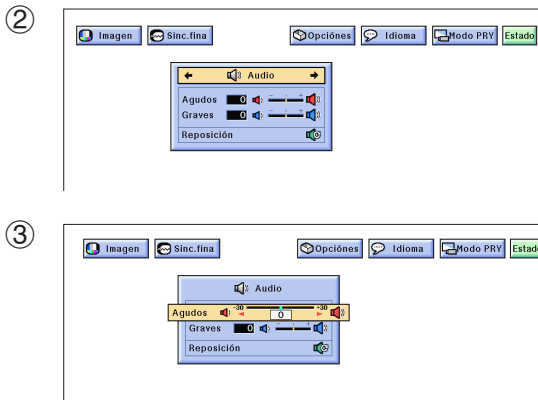 ②
Imagen Sinc.fina Opciónes Idioma Modo PRY Estado
Audio
Agudos 0 - +
Graves 0 - +
Reposición
③
Imagen Sinc.fina Opciónes Idioma Modo PRY Estad
Audio
Agudos -30 0 +30
Graves 0 - +
Reposición